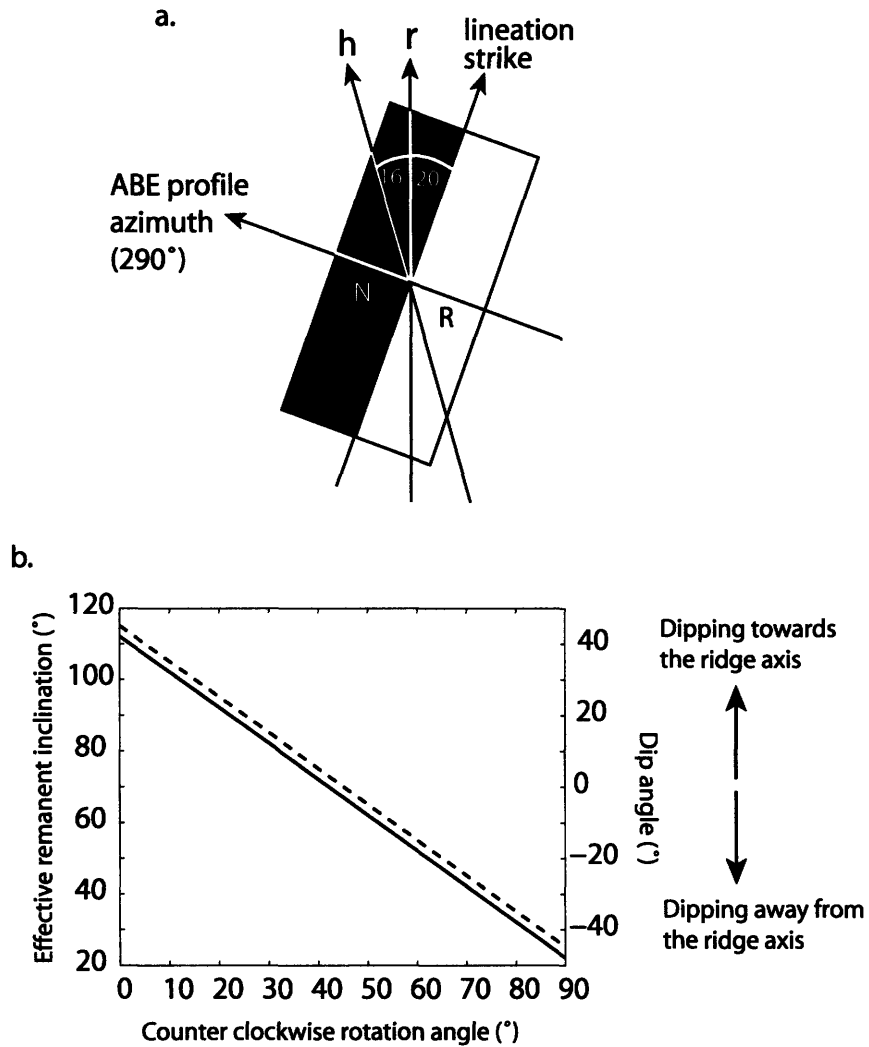 a.
h
r
lineation
strike
16
20
ABE profile
azimuth
(290°)
N
R
b.
Effective remanent inclination (°)
120
100
80
60
40
20
0
10
20
30
40
50
60
70
80
90
Counter clockwise rotation angle (°)
40
20
0
−20
−40
Dip angle (°)
Dipping towards
the ridge axis
Dipping away from
the ridge axis